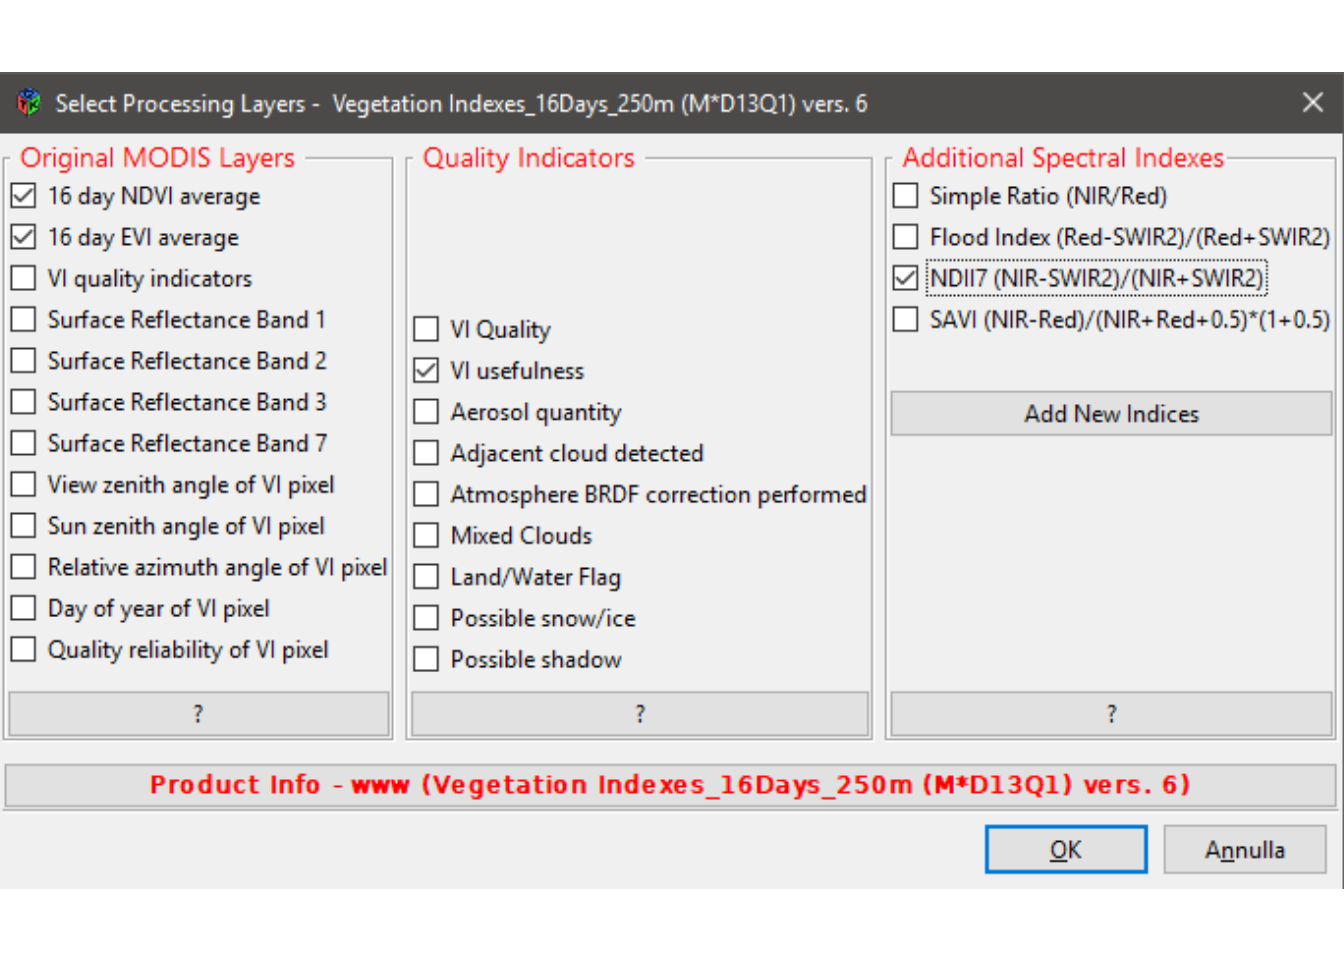 Select Processing Layers - Vegetation Indexes_16Days_250m (M*D13Q1) vers. 6
Original MODIS Layers
16 day NDVI average
16 day EVI average
VI quality indicators
Surface Reflectance Band 1
Surface Reflectance Band 2
Surface Reflectance Band 3
Surface Reflectance Band 7
View zenith angle of VI pixel
Sun zenith angle of VI pixel
Relative azimuth angle of VI pixel
Day of year of VI pixel
Quality reliability of VI pixel
?
Quality Indicators
VI Quality
VI usefulness
Aerosol quantity
Adjacent cloud detected
Atmosphere BRDF correction performed
Mixed Clouds
Land/Water Flag
Possible snow/ice
Possible shadow
?
Additional Spectral Indexes
Simple Ratio (NIR/Red)
Flood Index (Red-SWIR2)/(Red+SWIR2)
NDII7 (NIR-SWIR2)/(NIR+SWIR2)
SAVI (NIR-Red)/(NIR+Red+0.5)*(1+0.5)
Add New Indices
?
Product Info - www (Vegetation Indexes_16Days_250m (M*D13Q1) vers. 6)
OK
Annulla